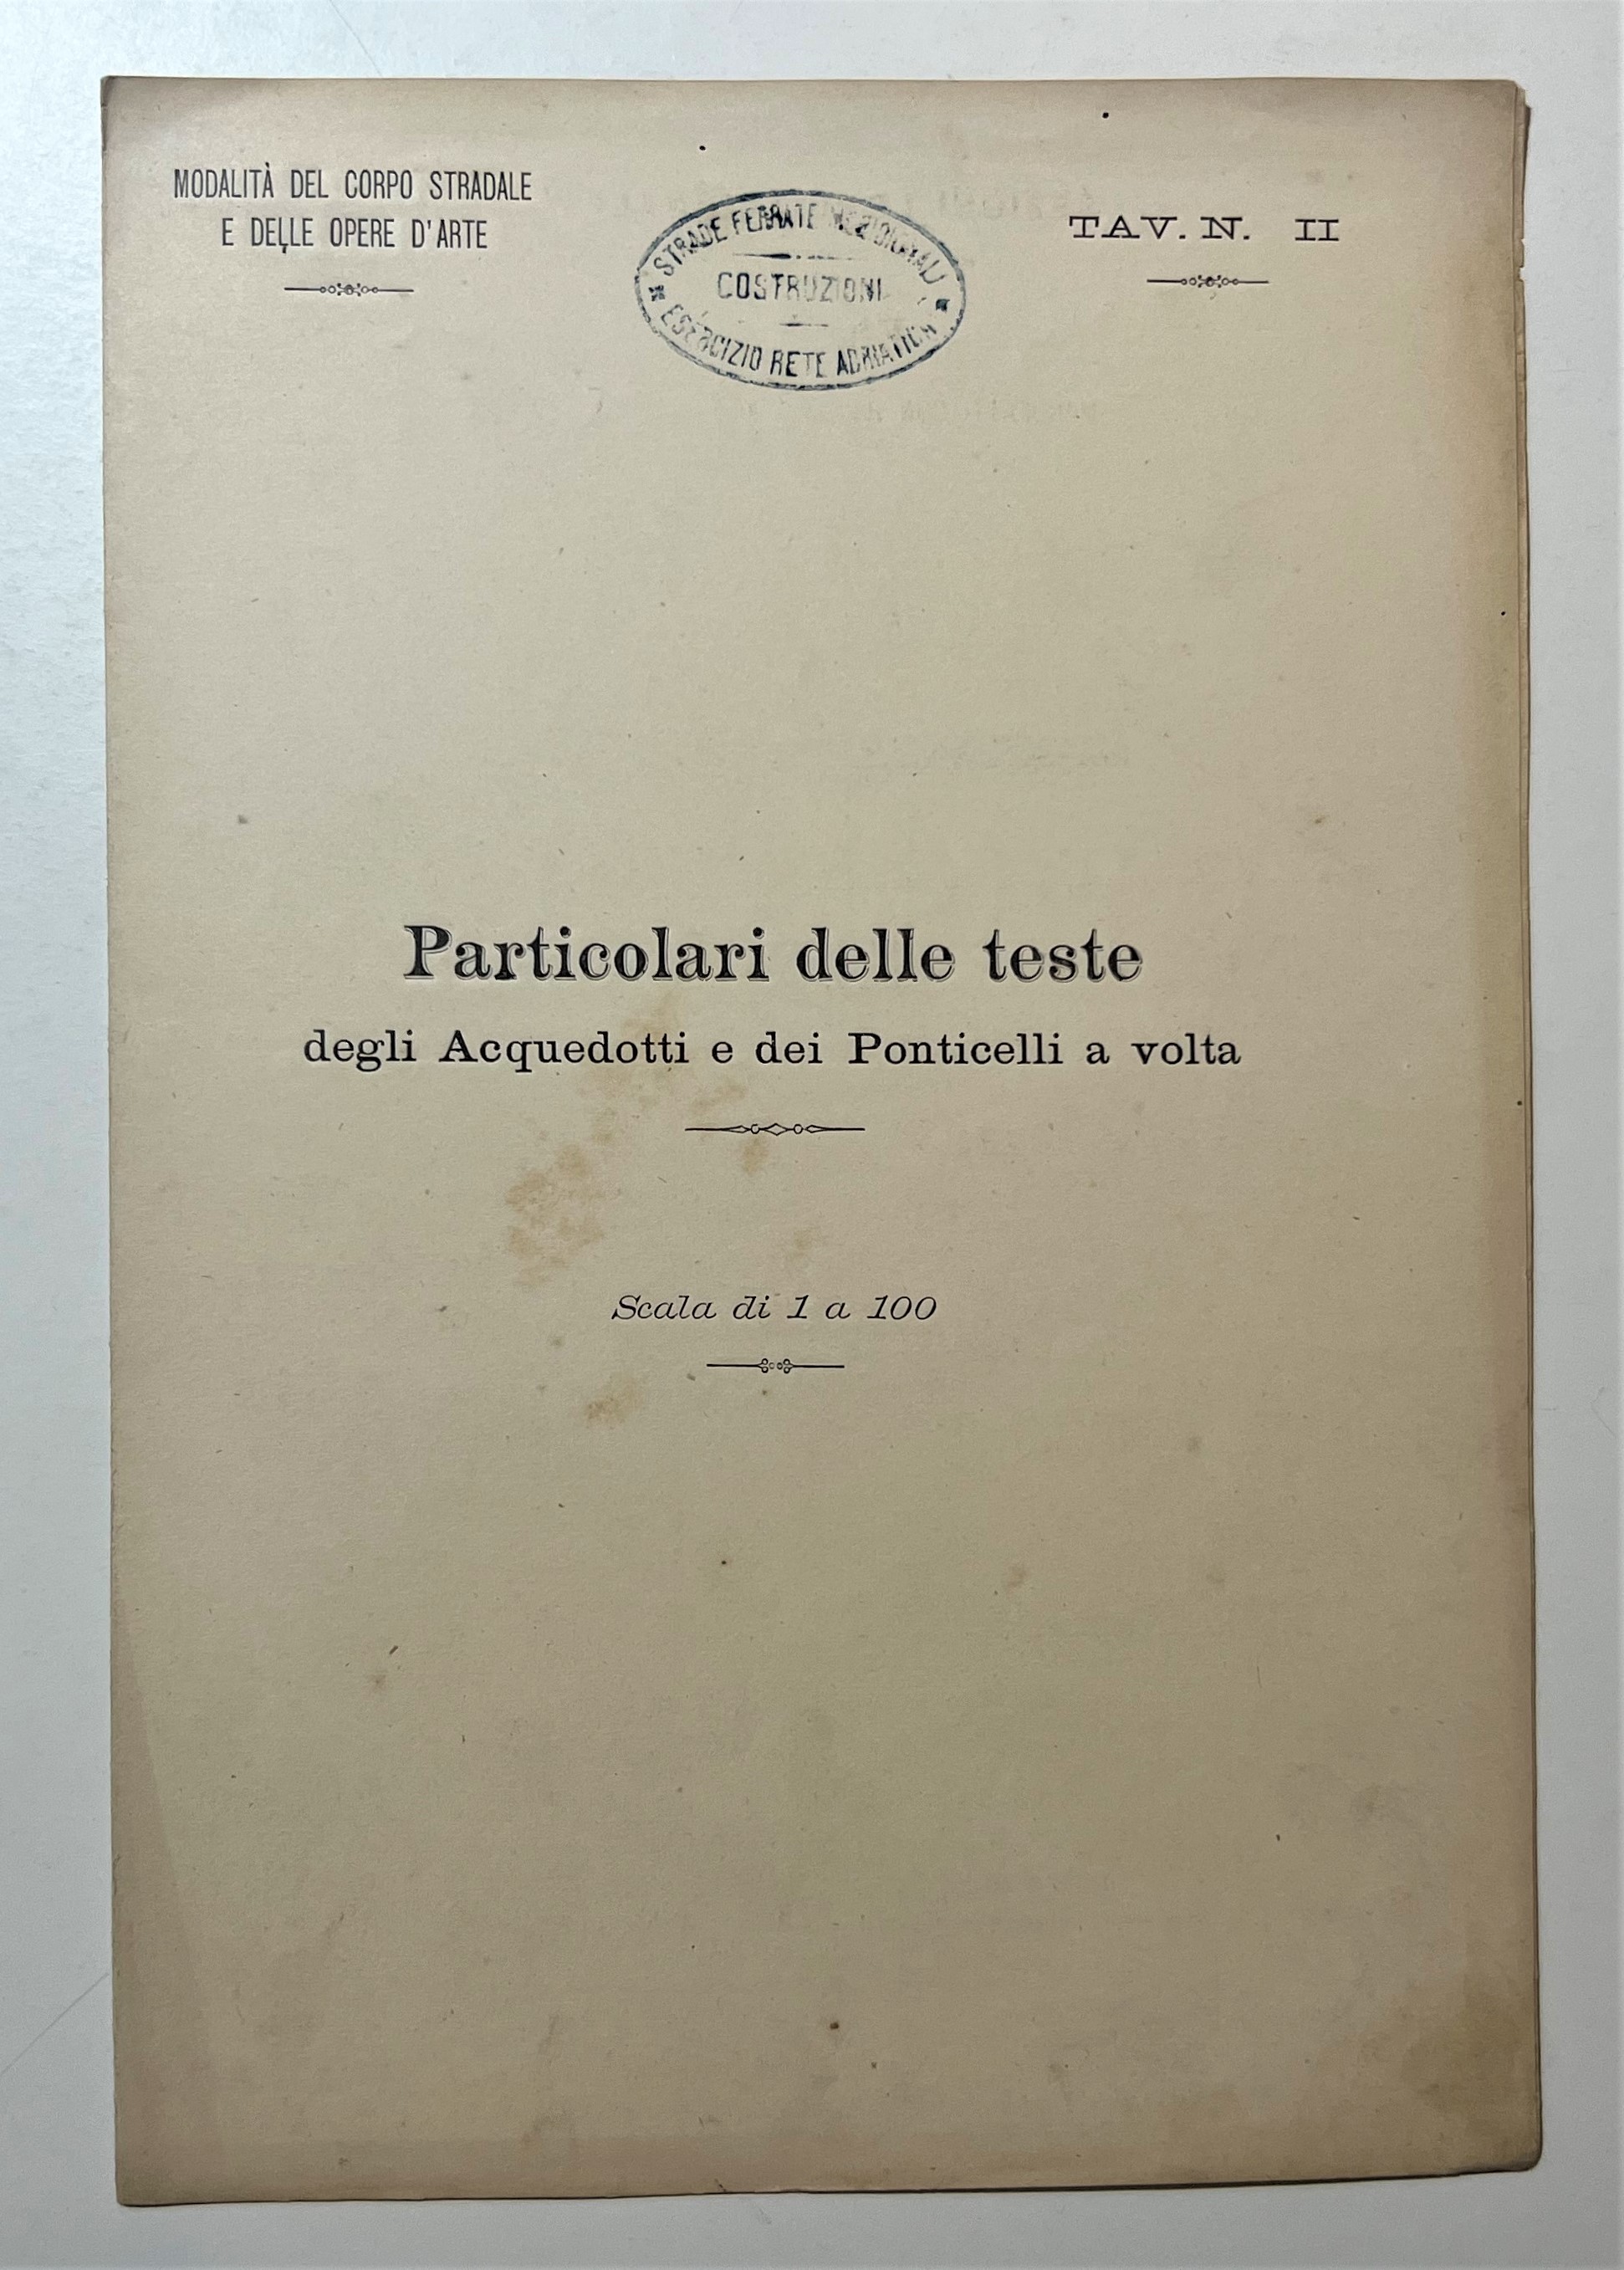 MODALITÀ DEL CORPO STRADALE
E DELLE OPERE D'ARTE
STRADE FERRATE MERIDIONALI
COSTRUZIONI
ESERCIZIO RETE ADRIATICA
TAV. N. II
Particolari delle teste
degli Acquedotti e dei Ponticelli a volta
Scala di 1 a 100